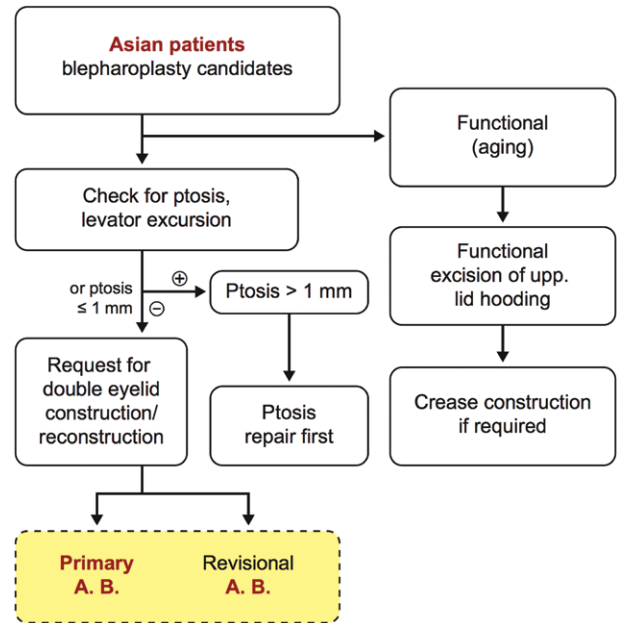 Asian patients
blepharoplasty candidates
Functional
(aging)
Check for ptosis,
levator excursion
Functional
excision of upp.
lid hooding
⊕
or ptosis
≤ 1 mm
⊖
Ptosis > 1 mm
Request for
double eyelid
construction/
reconstruction
Ptosis
repair first
Crease construction
if required
Primary
A. B.
Revisional
A. B.